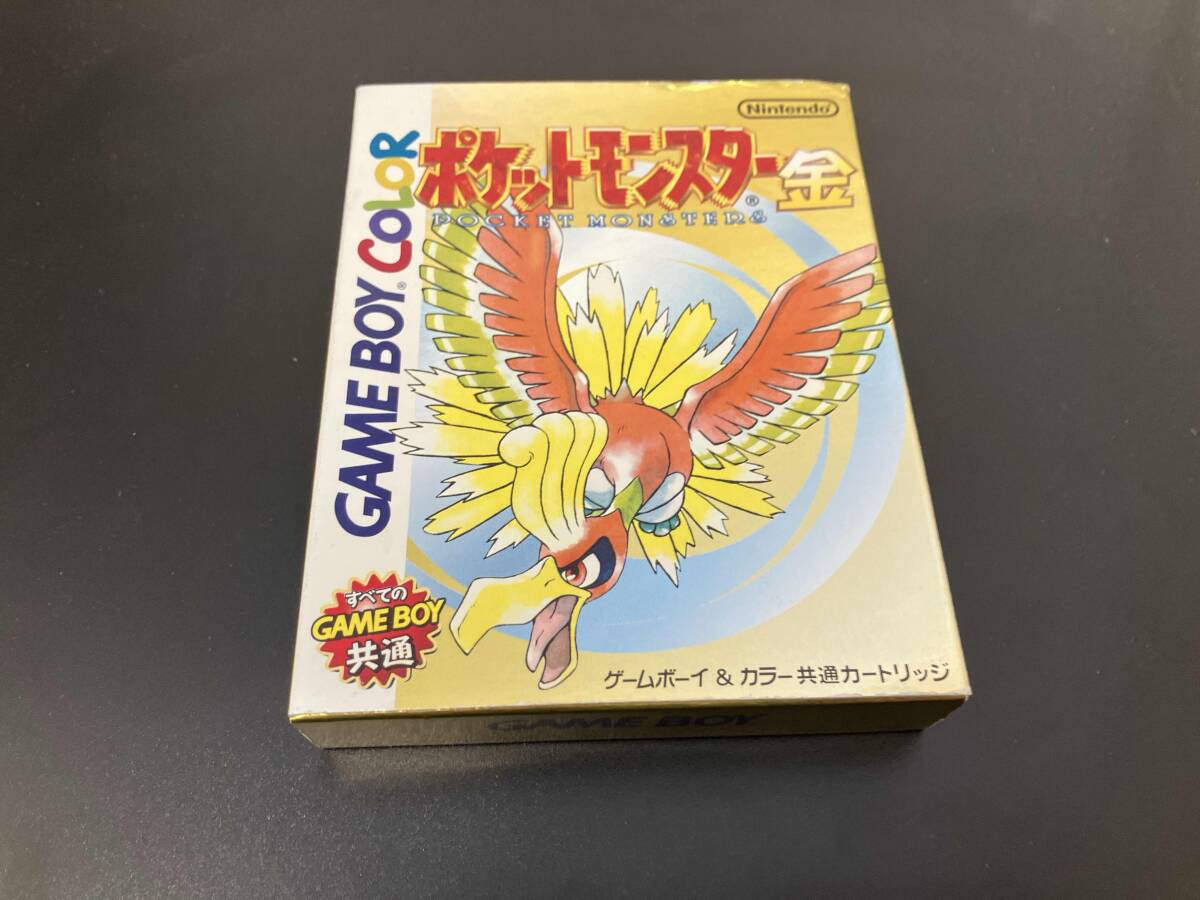 Nintendo
ポケットモンスター金
®
POCKET MONSTERS
GAME BOY® COLOR
すべての
GAME BOY
共通
ゲームボーイ & カラー共通カートリッジ
GAME BOY